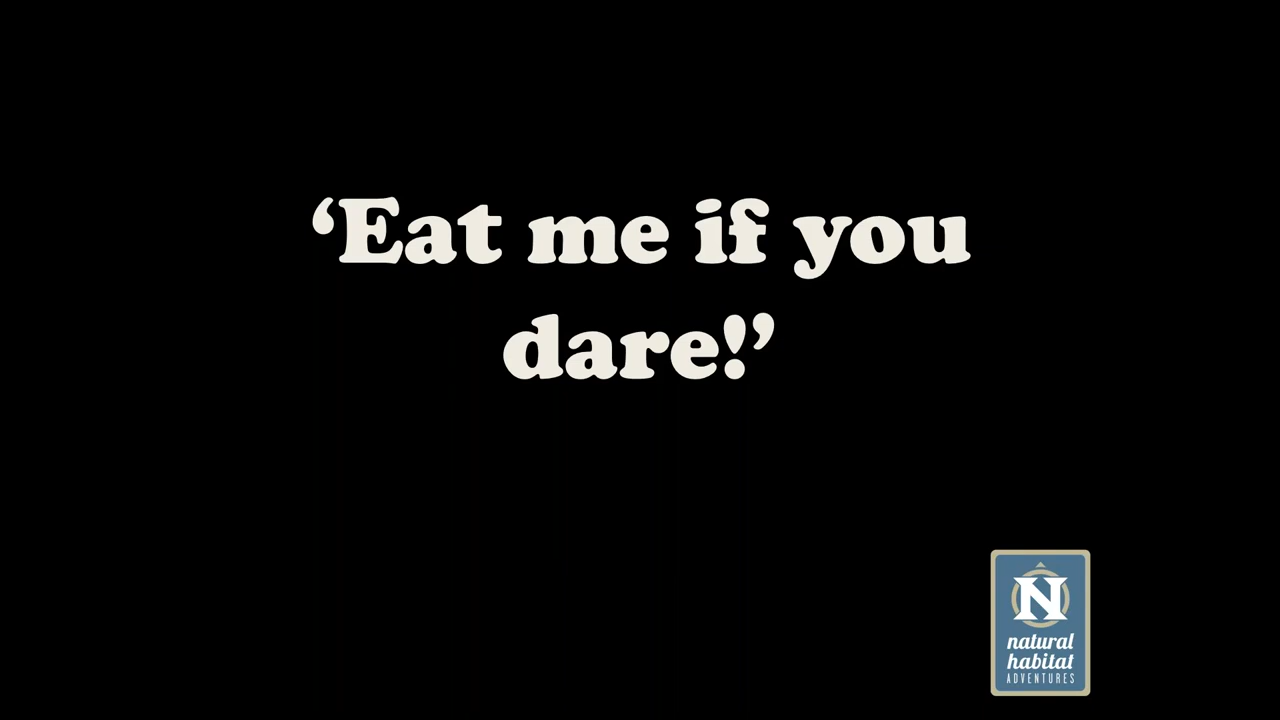 ‘Eat me if you
dare!’
N
natural
habitat
ADVENTURES